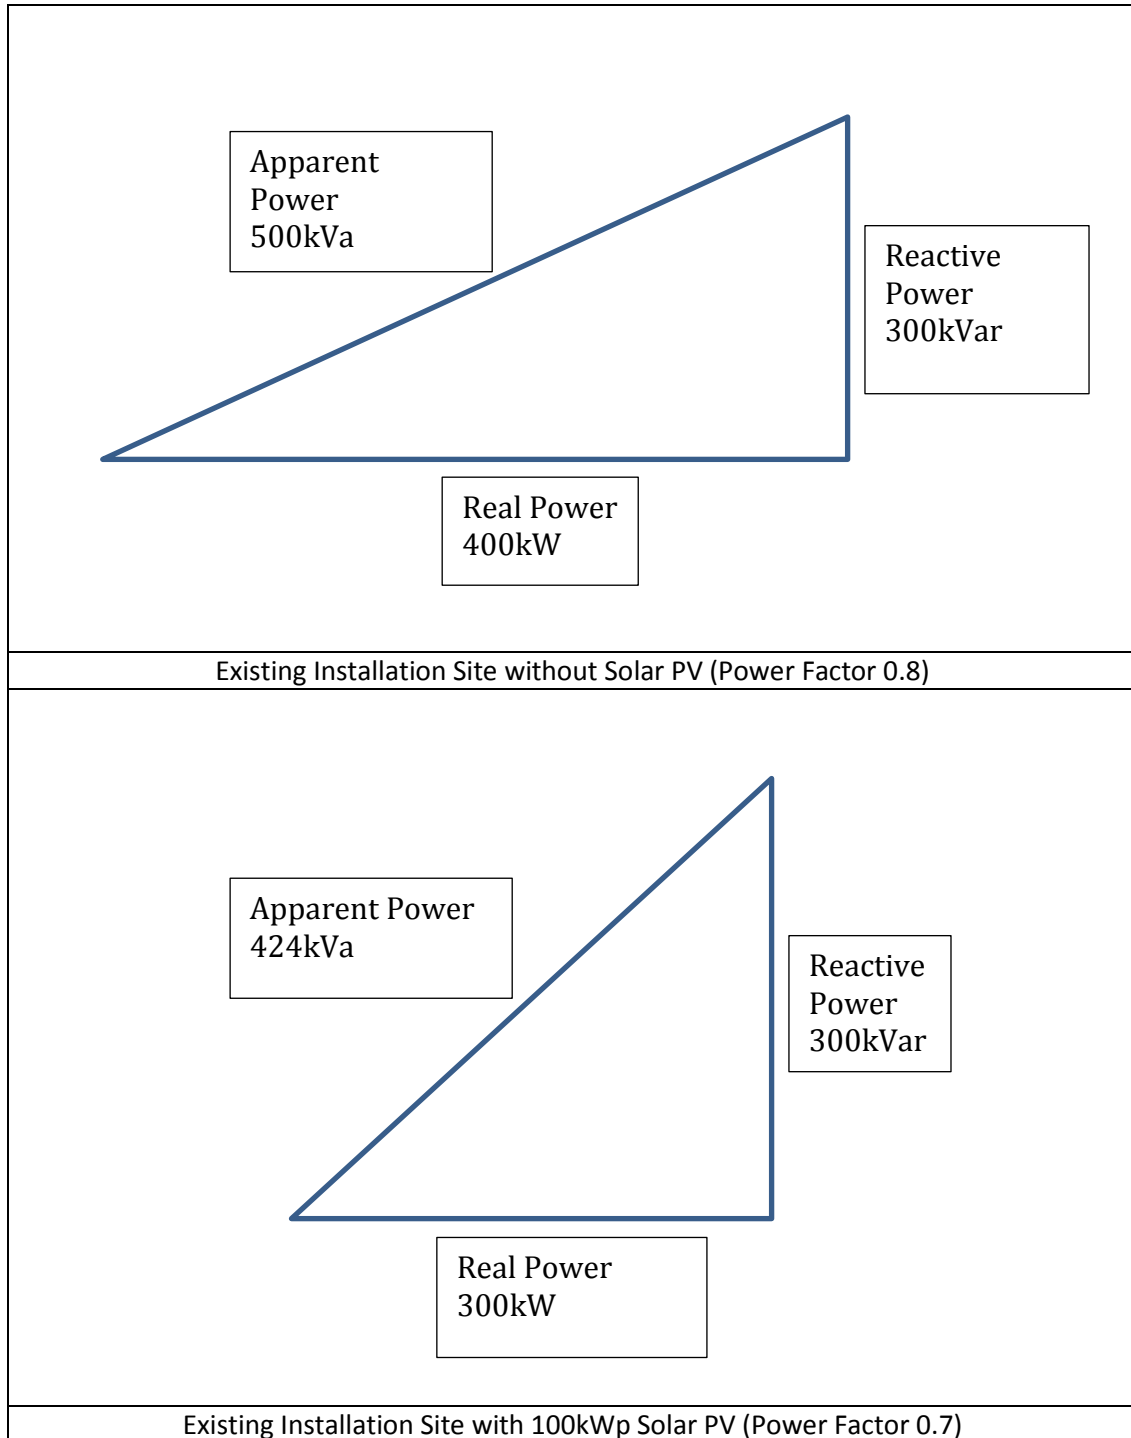 Apparent
Power
500kVa
Reactive
Power
300kVar
Real Power
400kW
Existing Installation Site without Solar PV (Power Factor 0.8)
Apparent Power
424kVa
Reactive
Power
300kVar
Real Power
300kW
Existing Installation Site with 100kWp Solar PV (Power Factor 0.7)